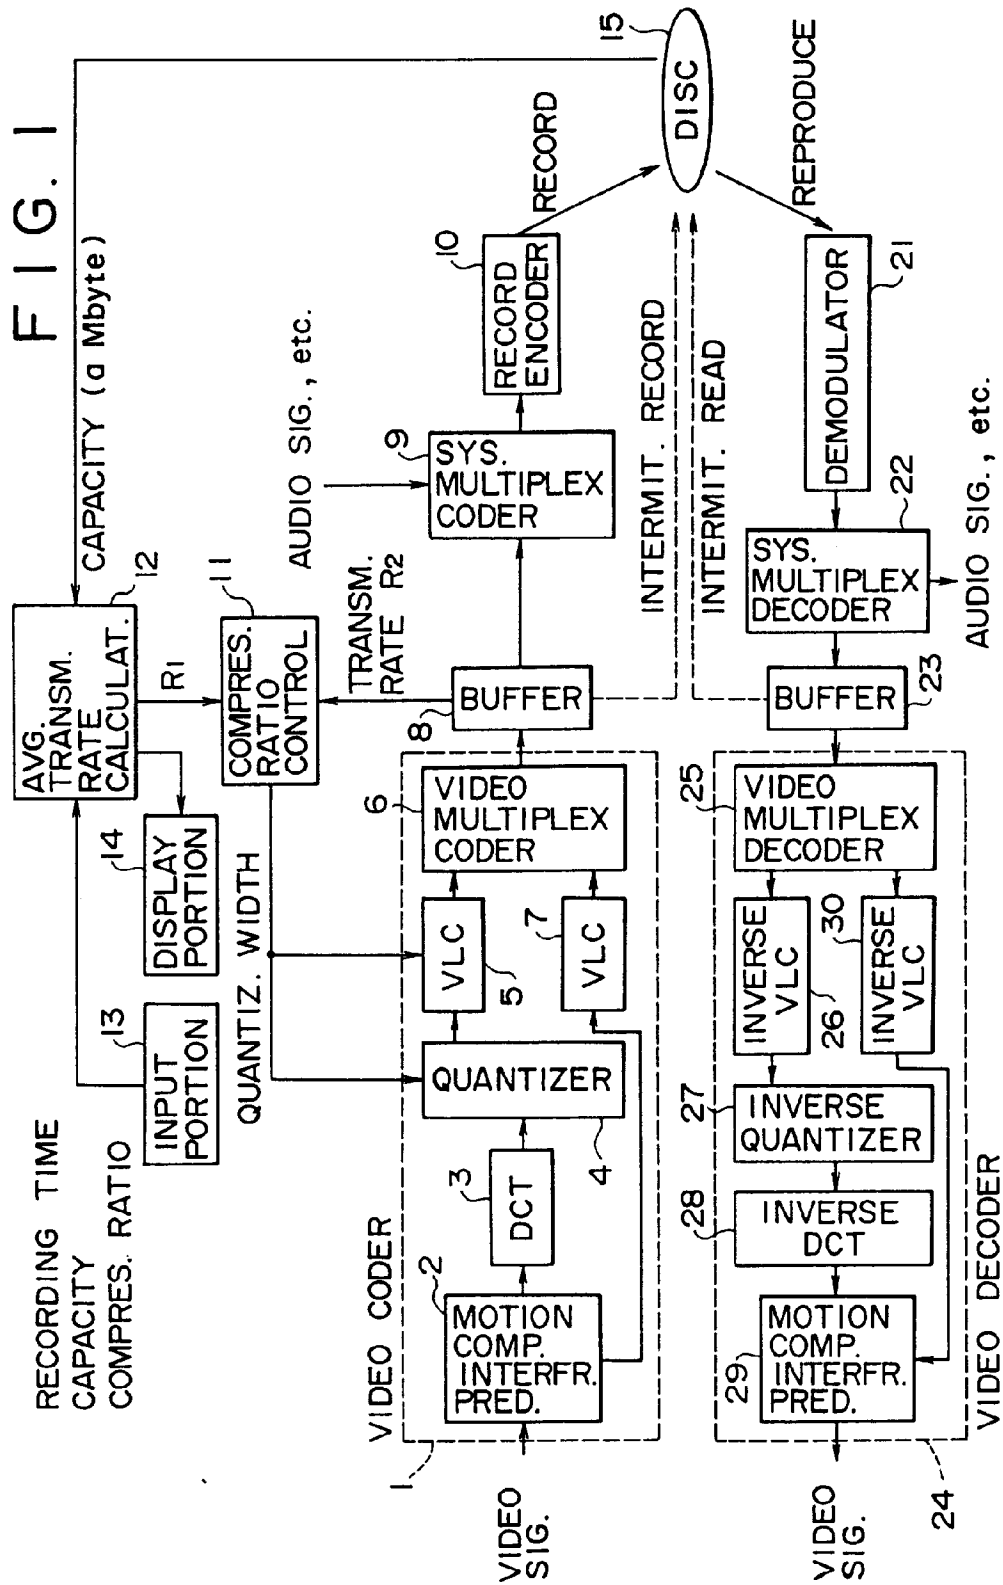 FIG. 1
RECORDING TIME
CAPACITY
COMPRES. RATIO
13
INPUT
PORTION
14
DISPLAY
PORTION
AVG.
TRANSM.
RATE
CALCULAT.
12
CAPACITY (a Mbyte)
R1
QUANTIZ. WIDTH
COMPRES.
RATIO
CONTROL
11
TRANSM.
RATE R2
AUDIO SIG., etc.
VIDEO CODER
1
VIDEO
SIG.
2
MOTION
COMP.
INTERFR.
PRED.
3
DCT
QUANTIZER
4
VLC
5
7
VLC
6
VIDEO
MULTIPLEX
CODER
8
BUFFER
9
SYS.
MULTIPLEX
CODER
10
RECORD
ENCODER
RECORD
15
DISC
INTERMIT. RECORD
INTERMIT. READ
REPRODUCE
DEMODULATOR
21
SYS.
MULTIPLEX
DECODER
22
AUDIO SIG., etc.
BUFFER
23
25
VIDEO
MULTIPLEX
DECODER
INVERSE
VLC
26
30
INVERSE
VLC
27
INVERSE
QUANTIZER
28
INVERSE
DCT
29
MOTION
COMP.
INTERFR.
PRED.
VIDEO
SIG.
24
VIDEO DECODER